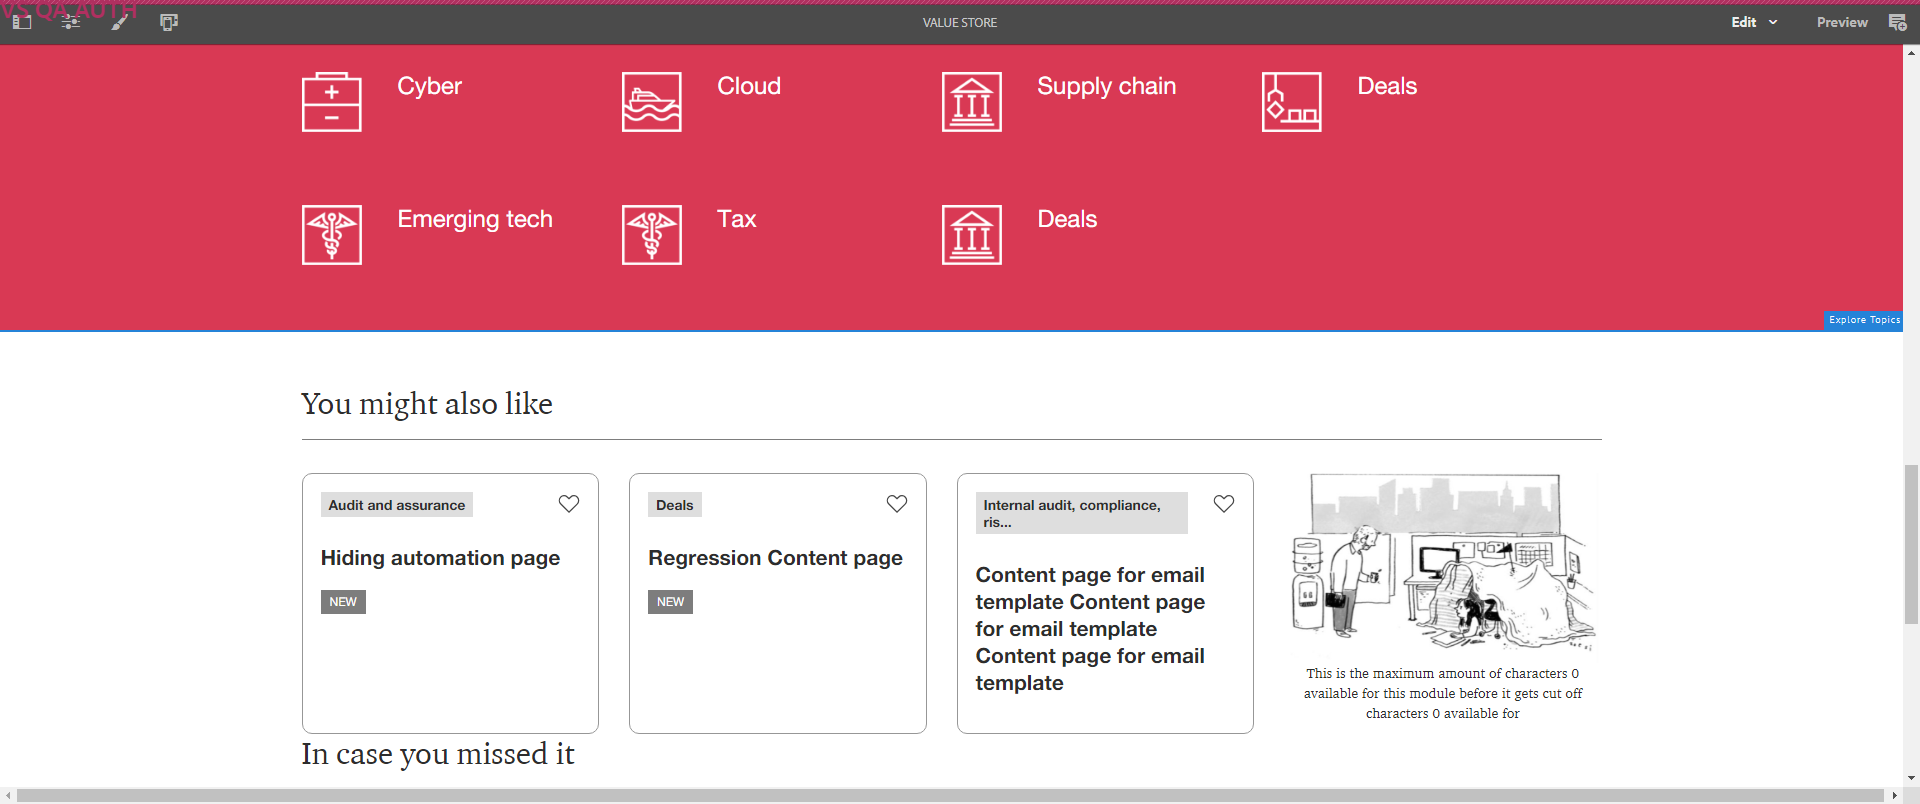 VS QA AUTH
VALUE STORE
Edit
Preview
Cyber
Cloud
Supply chain
Deals
Emerging tech
Tax
Deals
Explore Topics
You might also like
Audit and assurance
Hiding automation page
NEW
Deals
Regression Content page
NEW
Internal audit, compliance,
ris...
Content page for email
template Content page
for email template
Content page for email
template
This is the maximum amount of characters 0
available for this module before it gets cut off
characters 0 available for
In case you missed it